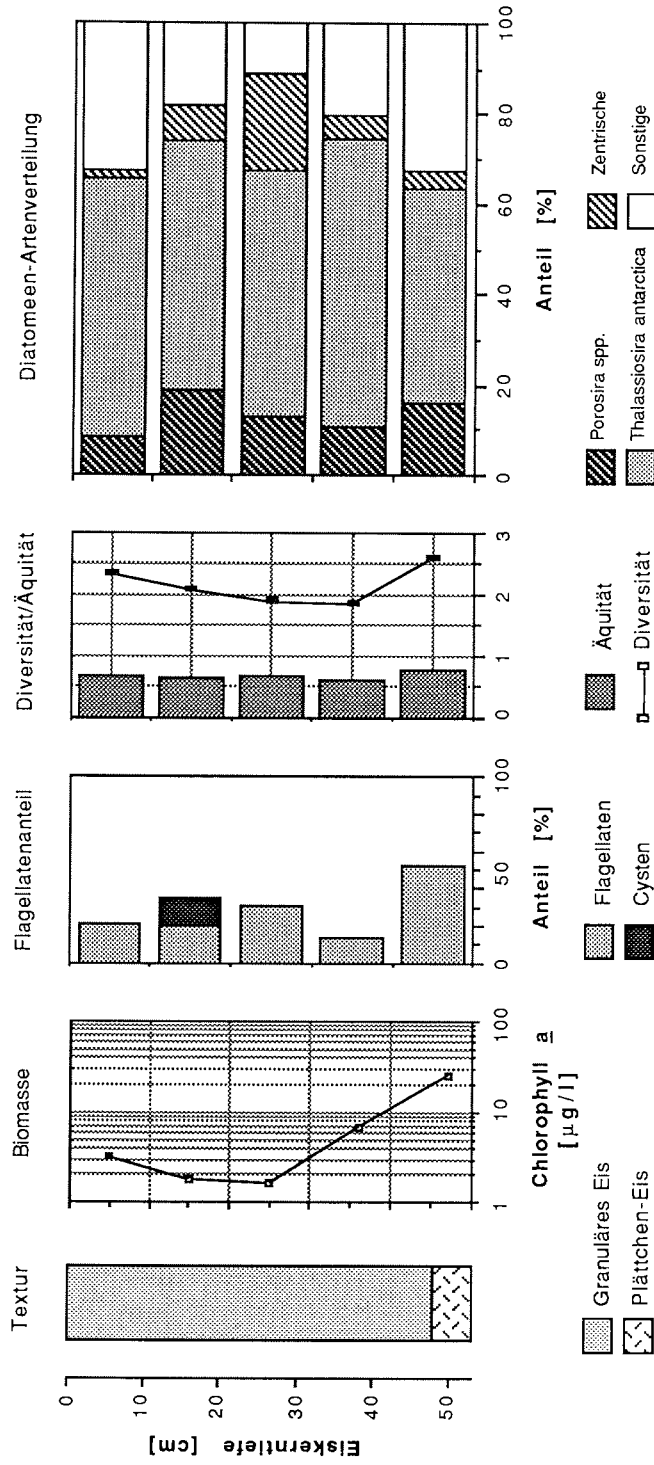 Textur
Biomasse
Flagellatenanteil
Diversität/Äquität
Diatomeen-Artenverteilung
Eiskerntiefe [cm]
0
10
20
30
40
50
1 10 100
Chlorophyll a
[µg/l]
0 50 100
Anteil [%]
0 1 2 3
0 20 40 60 80 100
Anteil [%]
Granuläres Eis
Plättchen-Eis
Flagellaten
Cysten
Äquität
Diversität
Porosira spp.
Thalassiosira antarctica
Zentrische
Sonstige